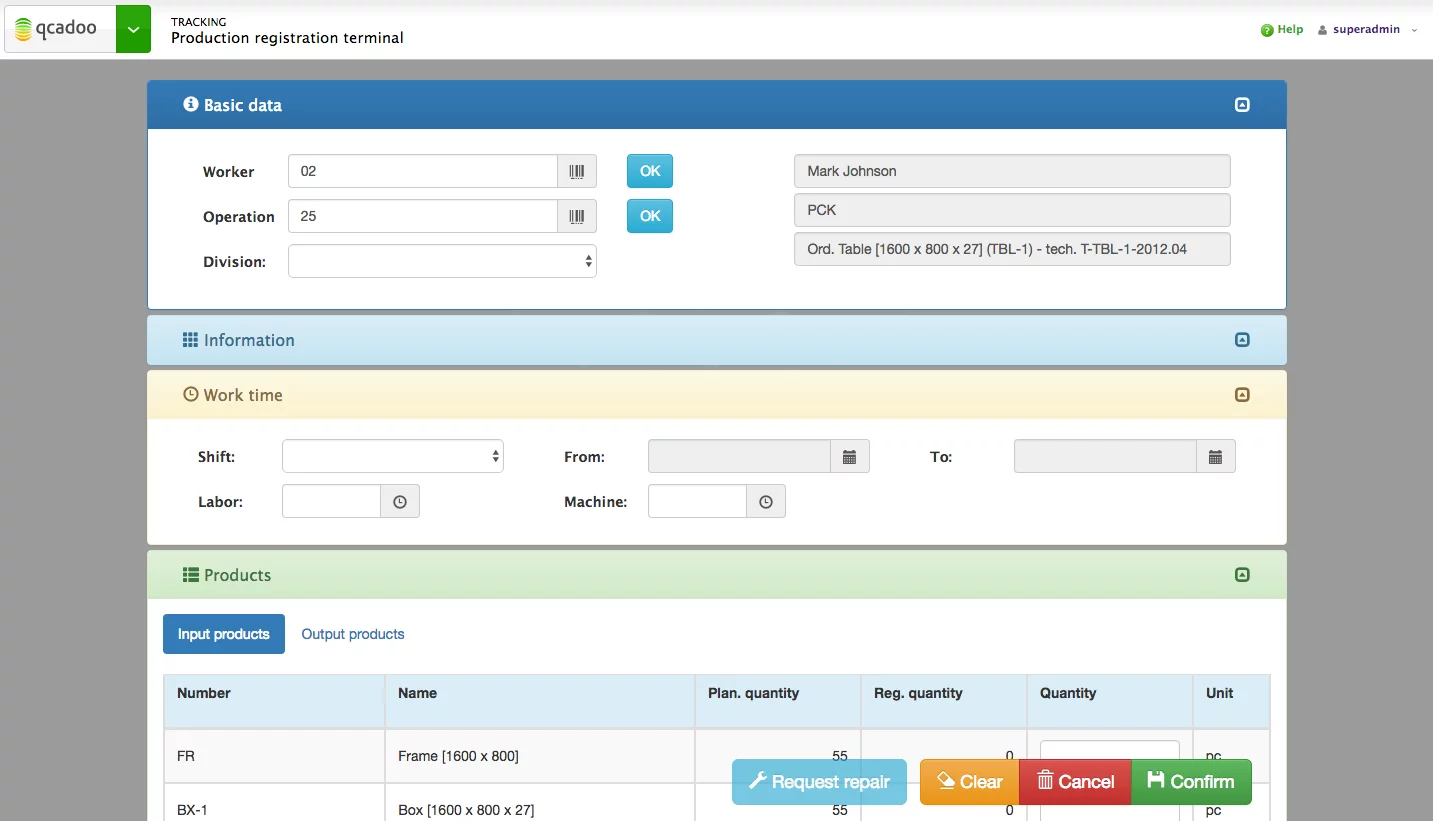 qcadoo
TRACKING
Production registration terminal
Help superadmin
Basic data
Worker 02 OK Mark Johnson
Operation 25 OK PCK
Division: Ord. Table [1600 x 800 x 27] (TBL-1) - tech. T-TBL-1-2012.04
Information
Work time
Shift: From: To:
Labor: Machine:
Products
Input products Output products
Number Name Plan. quantity Reg. quantity Quantity Unit
FR Frame [1600 x 800] 55 0 pc
Request repair Clear Cancel Confirm
BX-1 Box [1600 x 800 x 27] 55 0 pc